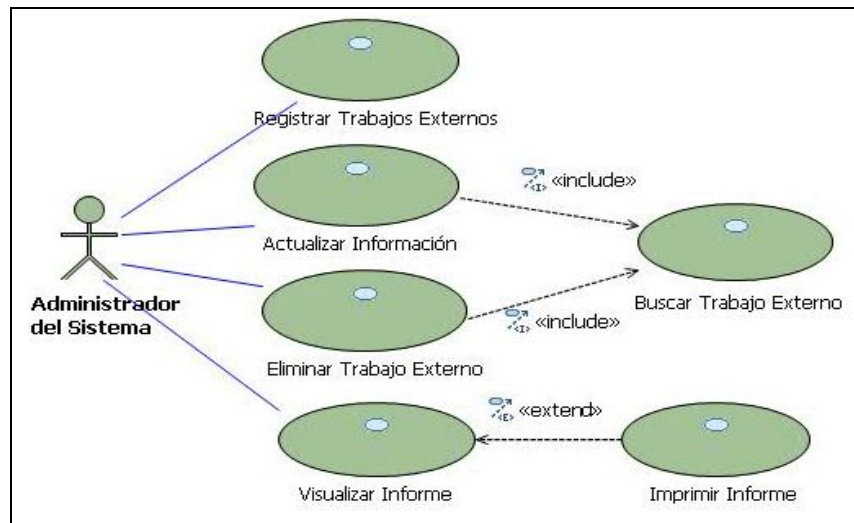 Registrar Trabajos Externos
«include»
Actualizar Información
Buscar Trabajo Externo
Administrador
del Sistema
«include»
Eliminar Trabajo Externo
«extend»
Visualizar Informe
Imprimir Informe